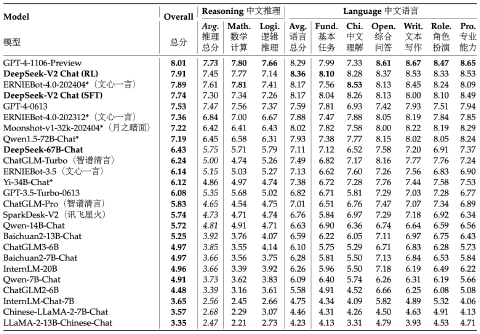 Model Overall Reasoning 中文推理 Language 中文语言
Avg. Math. Logi. Avg. Fund. Chi. Open. Writ. Role. Pro.
模型 总分 推理总分 数学计算 逻辑推理 语言总分 基本任务 中文理解 综合问答 文本写作 角色扮演 专业能力
GPT-4-1106-Preview 8.01 7.73 7.80 7.66 8.29 7.99 7.33 8.61 8.67 8.47 8.65
DeepSeek-V2 Chat (RL) 7.91 7.45 7.77 7.14 8.36 8.10 8.28 8.37 8.53 8.33 8.53
ERNIEBot-4.0-202404* (文心一言) 7.89 7.61 7.81 7.41 8.17 7.56 8.53 8.13 8.45 8.24 8.09
DeepSeek-V2 Chat (SFT) 7.74 7.30 7.34 7.26 8.17 8.04 8.26 8.13 8.00 8.10 8.49
GPT-4-0613 7.53 7.47 7.56 7.37 7.59 7.81 6.93 7.42 7.93 7.51 7.94
ERNIEBot-4.0-202312* (文心一言) 7.36 6.84 7.00 6.67 7.88 7.47 7.88 8.05 8.19 7.84 7.85
Moonshot-v1-32k-202404* (月之暗面) 7.22 6.42 6.41 6.43 8.02 7.82 7.58 8.00 8.22 8.19 8.29
Qwen1.5-72B-Chat* 7.19 6.45 6.58 6.31 7.93 7.38 7.77 8.15 8.02 8.05 8.24
DeepSeek-67B-Chat 6.43 5.75 5.71 5.79 7.11 7.12 6.52 7.58 7.20 6.91 7.37
ChatGLM-Turbo (智谱清言) 6.24 5.00 4.74 5.26 7.49 6.82 7.17 8.16 7.77 7.76 7.24
ERNIEBot-3.5 (文心一言) 6.14 5.15 5.03 5.27 7.13 6.62 7.60 7.26 7.56 6.83 6.90
Yi-34B-Chat* 6.12 4.86 4.97 4.74 7.38 6.72 7.28 7.76 7.44 7.58 7.53
GPT-3.5-Turbo-0613 6.08 5.35 5.68 5.02 6.82 6.71 5.81 7.29 7.03 7.28 6.77
ChatGLM-Pro (智谱清言) 5.83 4.65 4.54 4.75 7.01 6.51 6.76 7.47 7.07 7.34 6.89
SparkDesk-V2 (讯飞星火) 5.74 4.73 4.71 4.74 6.76 5.84 6.97 7.29 7.18 6.92 6.34
Qwen-14B-Chat 5.72 4.81 4.91 4.71 6.63 6.90 6.36 6.74 6.64 6.59 6.56
Baichuan2-13B-Chat 5.25 3.92 3.76 4.07 6.59 6.22 6.05 7.11 6.97 6.75 6.43
ChatGLM3-6B 4.97 3.85 3.55 4.14 6.10 5.75 5.29 6.71 6.83 6.28 5.73
Baichuan2-7B-Chat 4.97 3.66 3.56 3.75 6.28 5.81 5.50 7.13 6.84 6.53 5.84
InternLM-20B 4.96 3.66 3.39 3.92 6.26 5.96 5.50 7.18 6.19 6.49 6.22
Qwen-7B-Chat 4.91 3.73 3.62 3.83 6.09 6.40 5.74 6.26 6.31 6.19 5.66
ChatGLM2-6B 4.48 3.39 3.16 3.61 5.58 4.91 4.52 6.66 6.25 6.08 5.08
InternLM-Chat-7B 3.65 2.56 2.45 2.66 4.75 4.34 4.09 5.82 4.89 5.32 4.06
Chinese-LLaMA-2-7B-Chat 3.57 2.68 2.29 3.07 4.46 4.31 4.26 4.50 4.63 4.91 4.13
LLaMA-2-13B-Chinese-Chat 3.35 2.47 2.21 2.73 4.23 4.13 3.31 4.79 3.93 4.53 4.71